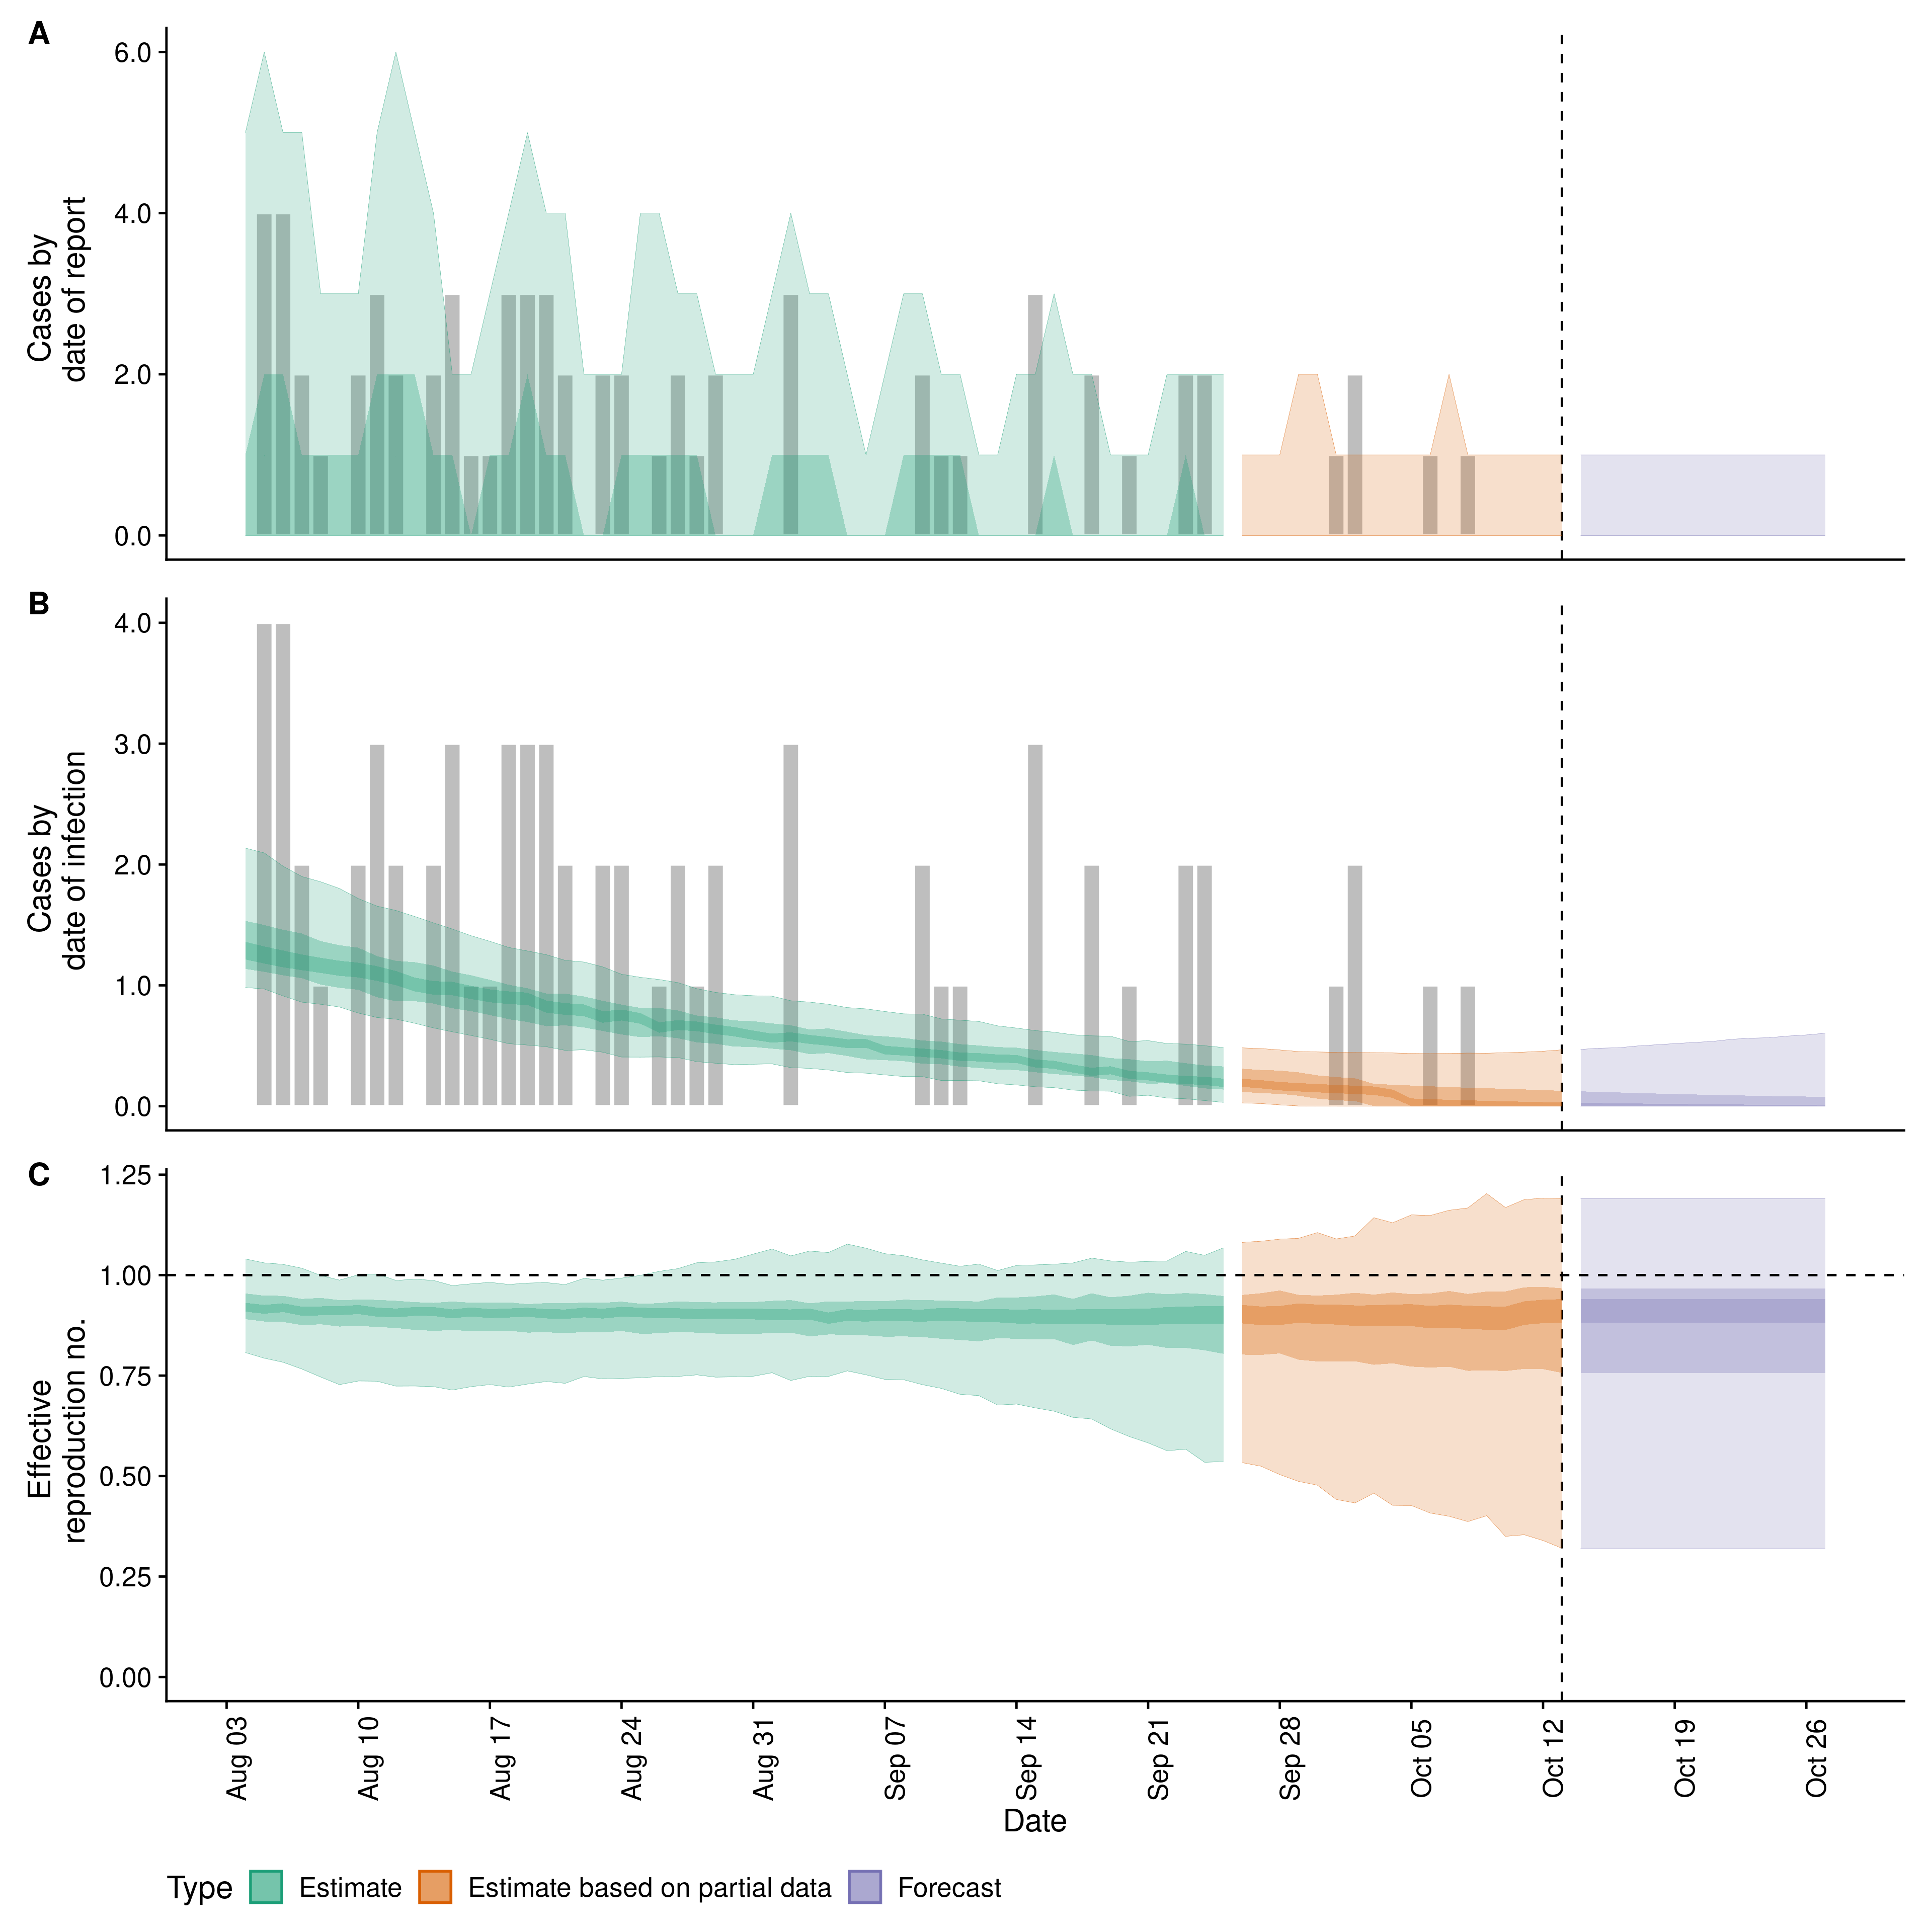 A
6.0
4.0
2.0
0.0
Cases by
date of report
B
4.0
3.0
2.0
1.0
0.0
Cases by
date of infection
C
1.25
1.00
0.75
0.50
0.25
0.00
Effective
reproduction no.
Aug 03
Aug 10
Aug 17
Aug 24
Aug 31
Sep 07
Sep 14
Sep 21
Sep 28
Oct 05
Oct 12
Oct 19
Oct 26
Date
Type Estimate Estimate based on partial data Forecast